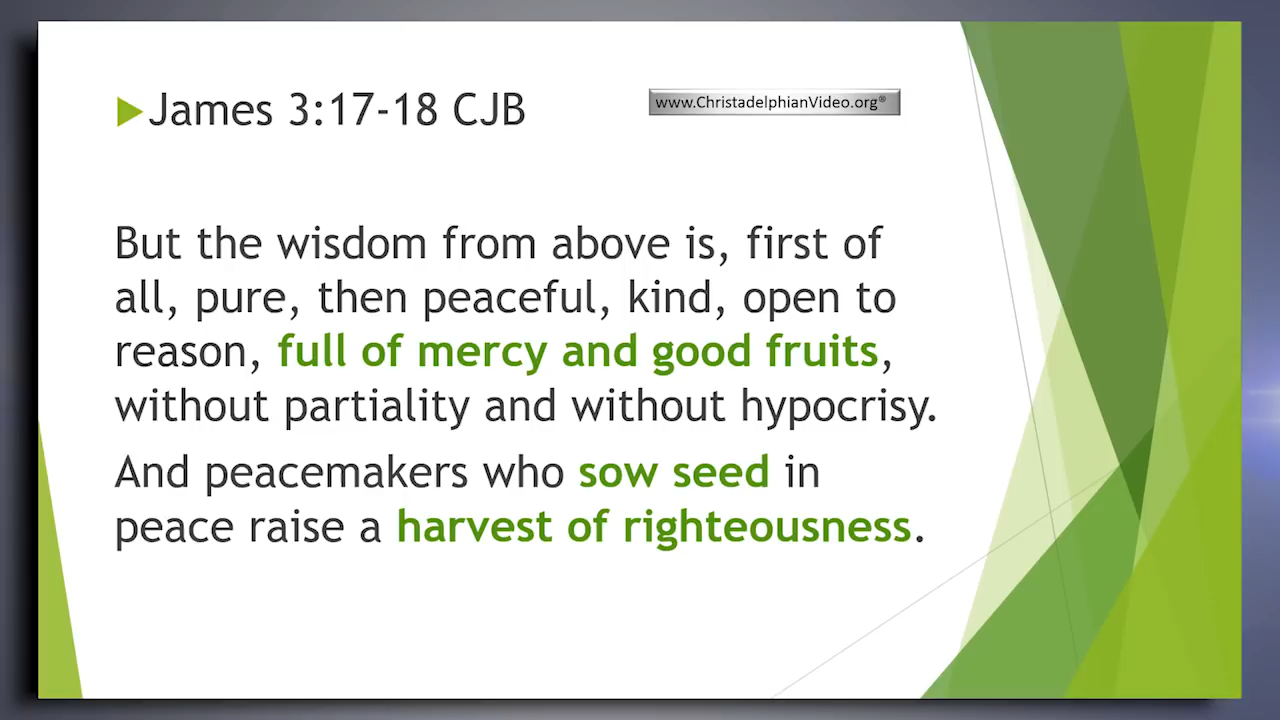 James 3:17-18 CJB
www.ChristadelphianVideo.org®
But the wisdom from above is, first of
all, pure, then peaceful, kind, open to
reason, full of mercy and good fruits,
without partiality and without hypocrisy.
And peacemakers who sow seed in
peace raise a harvest of righteousness.